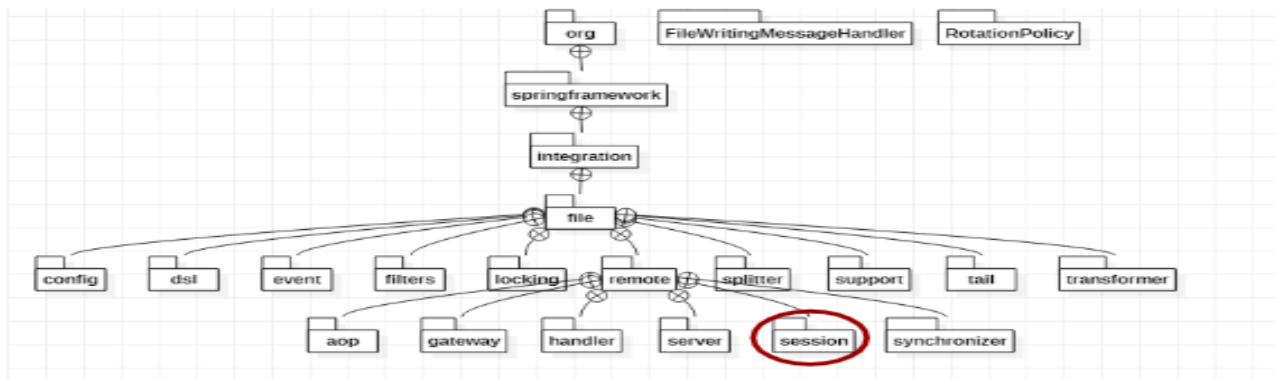 org FileWritingMessageHandler RotationPolicy
springframework
integration
file
config dsl event filters locking remote splitter support tail transformer
aop gateway handler server session synchronizer